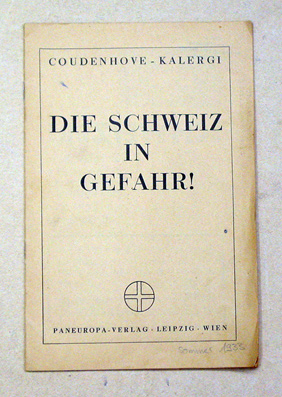 COUDENHOVE - KALERGI
DIE SCHWEIZ
IN
GEFAHR!
PANEUROPA-VERLAG · LEIPZIG · WIEN